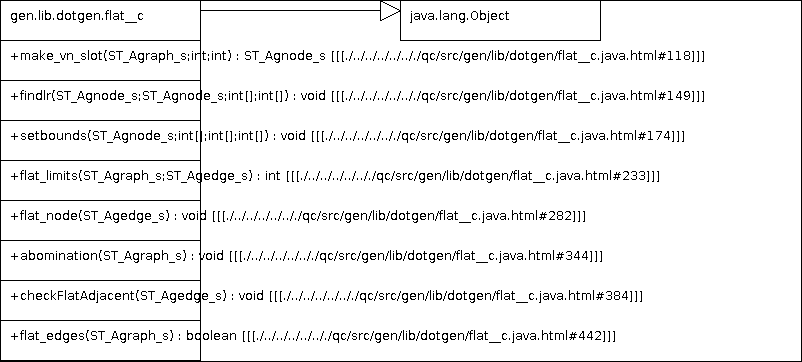 gen.lib.dotgen.flat__c
java.lang.Object
+make_vn_slot(ST_Agraph_s;int;int) : ST_Agnode_s [[[./../../../../../qc/src/gen/lib/dotgen/flat__c.java.html#118]]]
+findlr(ST_Agnode_s;ST_Agnode_s;int[];int[]) : void [[[./../../../../../qc/src/gen/lib/dotgen/flat__c.java.html#149]]]
+setbounds(ST_Agnode_s;int[];int[];int[]) : void [[[./../../../../../qc/src/gen/lib/dotgen/flat__c.java.html#174]]]
+flat_limits(ST_Agraph_s;ST_Agedge_s) : int [[[./../../../../../qc/src/gen/lib/dotgen/flat__c.java.html#233]]]
+flat_node(ST_Agedge_s) : void [[[./../../../../../qc/src/gen/lib/dotgen/flat__c.java.html#282]]]
+abomination(ST_Agraph_s) : void [[[./../../../../../qc/src/gen/lib/dotgen/flat__c.java.html#344]]]
+checkFlatAdjacent(ST_Agedge_s) : void [[[./../../../../../qc/src/gen/lib/dotgen/flat__c.java.html#384]]]
+flat_edges(ST_Agraph_s) : boolean [[[./../../../../../qc/src/gen/lib/dotgen/flat__c.java.html#442]]]